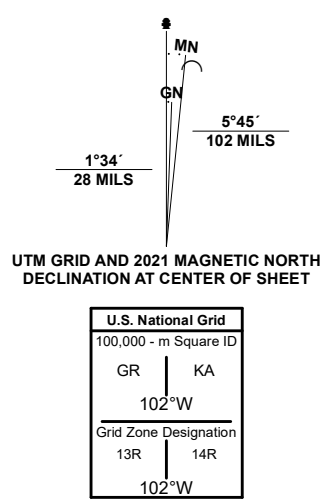 MN
GN
5°45´
102 MILS
1°34´
28 MILS
UTM GRID AND 2021 MAGNETIC NORTH
DECLINATION AT CENTER OF SHEET
U.S. National Grid
100,000 - m Square ID
GR KA
102°W
Grid Zone Designation
13R 14R
102°W